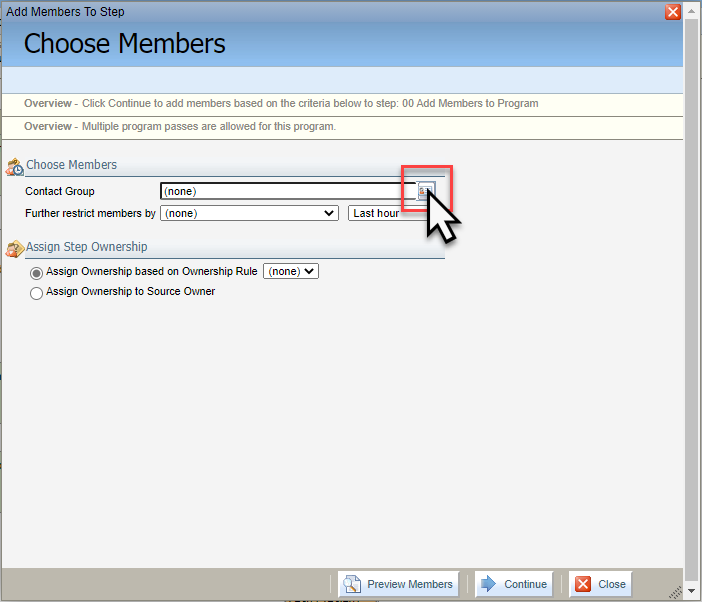 Add Members To Step
Choose Members
Overview - Click Continue to add members based on the criteria below to step: 00 Add Members to Program
Overview - Multiple program passes are allowed for this program.
Choose Members
Contact Group (none)
Further restrict members by (none) Last hour
Assign Step Ownership
Assign Ownership based on Ownership Rule (none)
Assign Ownership to Source Owner
Preview Members Continue Close